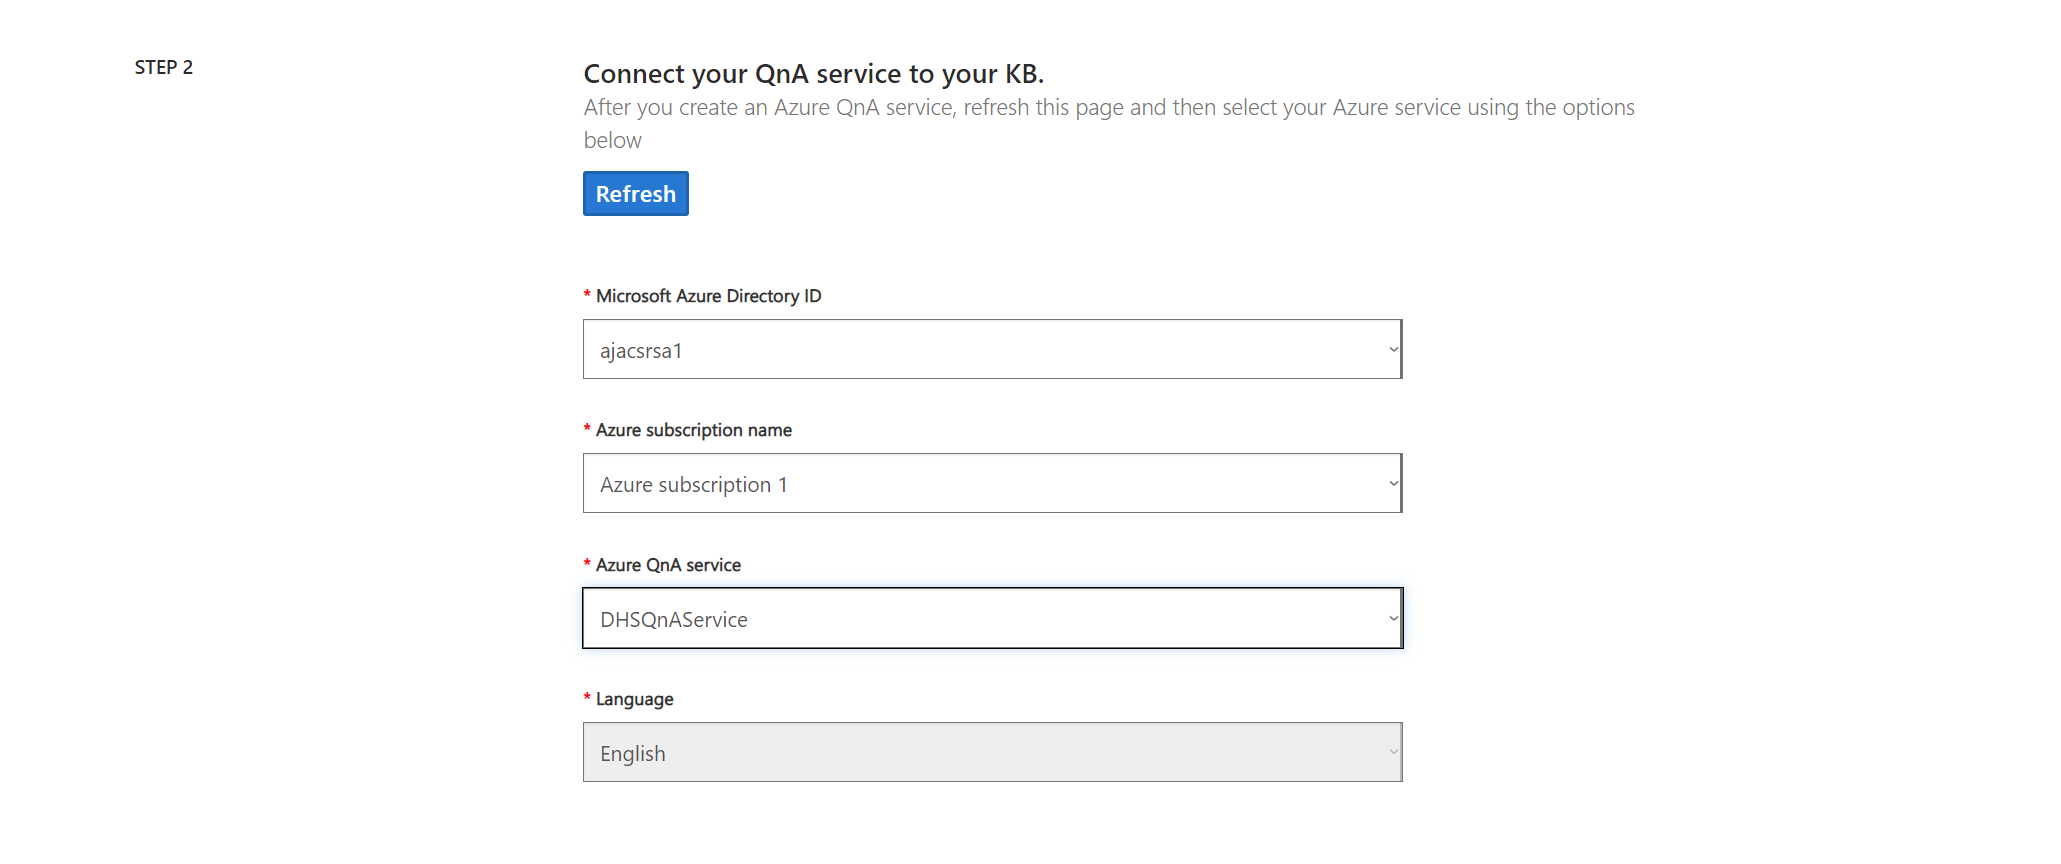 STEP 2
Connect your QnA service to your KB.
After you create an Azure QnA service, refresh this page and then select your Azure service using the options
below
Refresh
* Microsoft Azure Directory ID
ajacsrsa1
* Azure subscription name
Azure subscription 1
* Azure QnA service
DHSQnAService
* Language
English